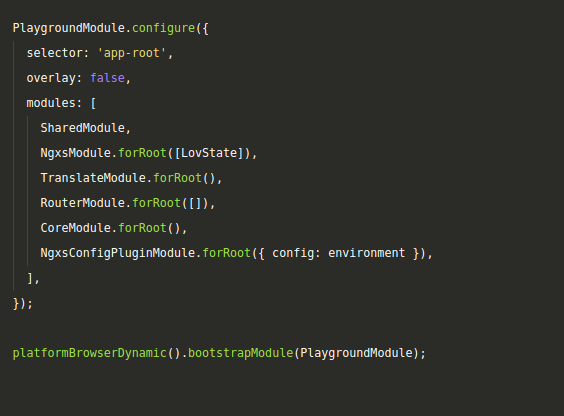 PlaygroundModule.configure({
  selector: 'app-root',
  overlay: false,
  modules: [
    SharedModule,
    NgxsModule.forRoot([LovState]),
    TranslateModule.forRoot(),
    RouterModule.forRoot([]),
    CoreModule.forRoot(),
    NgxsConfigPluginModule.forRoot({ config: environment }),
  ],
});

platformBrowserDynamic().bootstrapModule(PlaygroundModule);